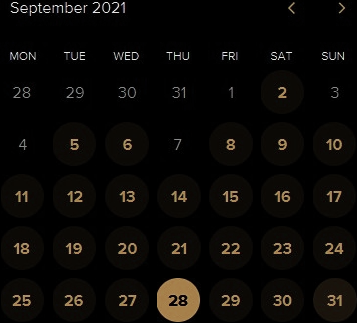 September 2021
MON TUE WED THU FRI SAT SUN
28 29 30 31 1 2 3
4 5 6 7 8 9 10
11 12 13 14 15 16 17
18 19 20 21 22 23 24
25 26 27 28 29 30 31